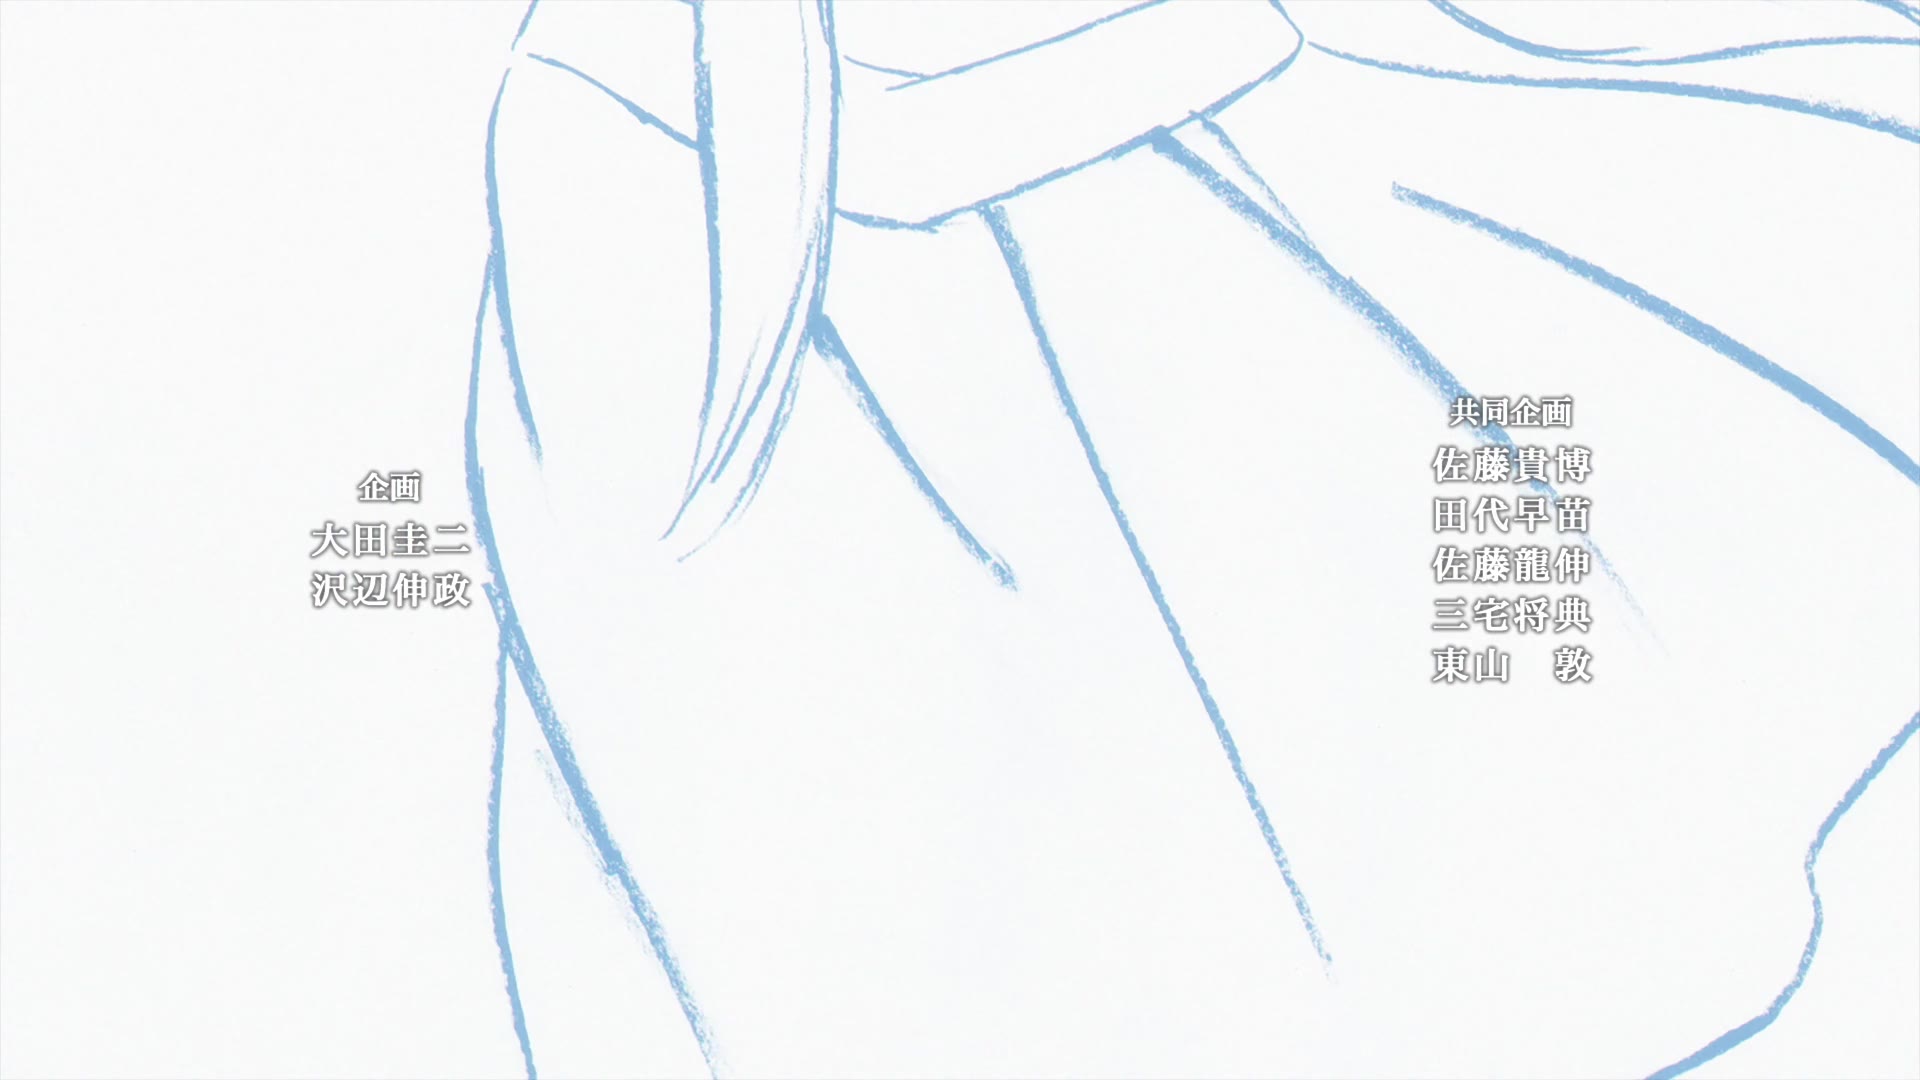 企画
大田圭二
沢辺伸政
共同企画
佐藤貴博
田代早苗
佐藤龍伸
三宅将典
東山　敦